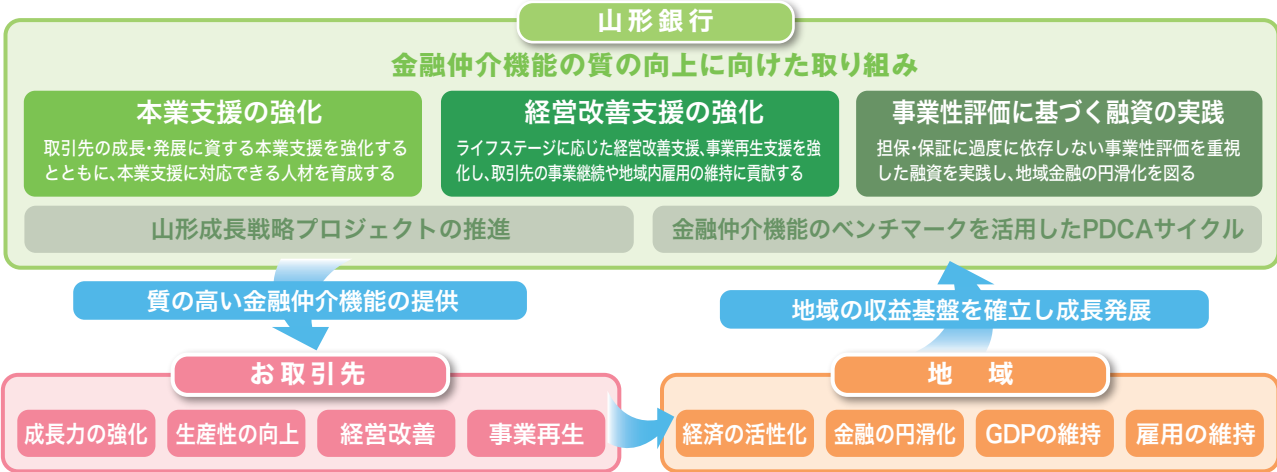 山形銀行
金融仲介機能の質の向上に向けた取り組み
本業支援の強化
取引先の成長・発展に資する本業支援を強化する
とともに、本業支援に対応できる人材を育成する
経営改善支援の強化
ライフステージに応じた経営改善支援、事業再生支援を強
化し、取引先の事業継続や地域内雇用の維持に貢献する
事業性評価に基づく融資の実践
担保・保証に過度に依存しない事業性評価を重視
した融資を実践し、地域金融の円滑化を図る
山形成長戦略プロジェクトの推進
金融仲介機能のベンチマークを活用したPDCAサイクル
質の高い金融仲介機能の提供
地域の収益基盤を確立し成長発展
お取引先
成長力の強化
生産性の向上
経営改善
事業再生
地 域
経済の活性化
金融の円滑化
GDPの維持
雇用の維持